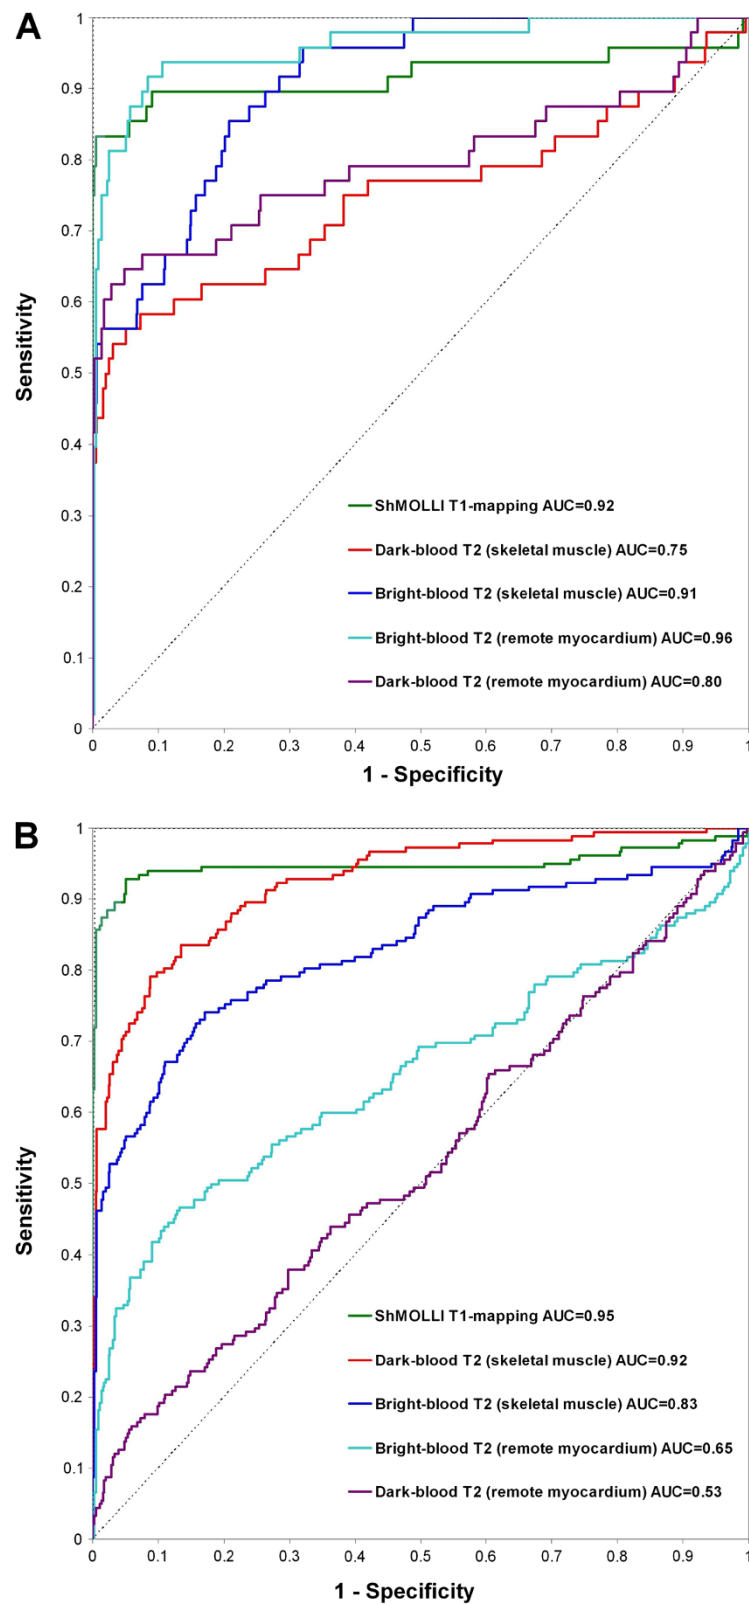 A
1
0.9
0.8
0.7
0.6
0.5
0.4
0.3
0.2
0.1
0
Sensitivity
ShMOLLI T1-mapping AUC=0.92
Dark-blood T2 (skeletal muscle) AUC=0.75
Bright-blood T2 (skeletal muscle) AUC=0.91
Bright-blood T2 (remote myocardium) AUC=0.96
Dark-blood T2 (remote myocardium) AUC=0.80
0 0.1 0.2 0.3 0.4 0.5 0.6 0.7 0.8 0.9 1
1 - Specificity
B
1
0.9
0.8
0.7
0.6
0.5
0.4
0.3
0.2
0.1
0
Sensitivity
ShMOLLI T1-mapping AUC=0.95
Dark-blood T2 (skeletal muscle) AUC=0.92
Bright-blood T2 (skeletal muscle) AUC=0.83
Bright-blood T2 (remote myocardium) AUC=0.65
Dark-blood T2 (remote myocardium) AUC=0.53
0 0.1 0.2 0.3 0.4 0.5 0.6 0.7 0.8 0.9 1
1 - Specificity